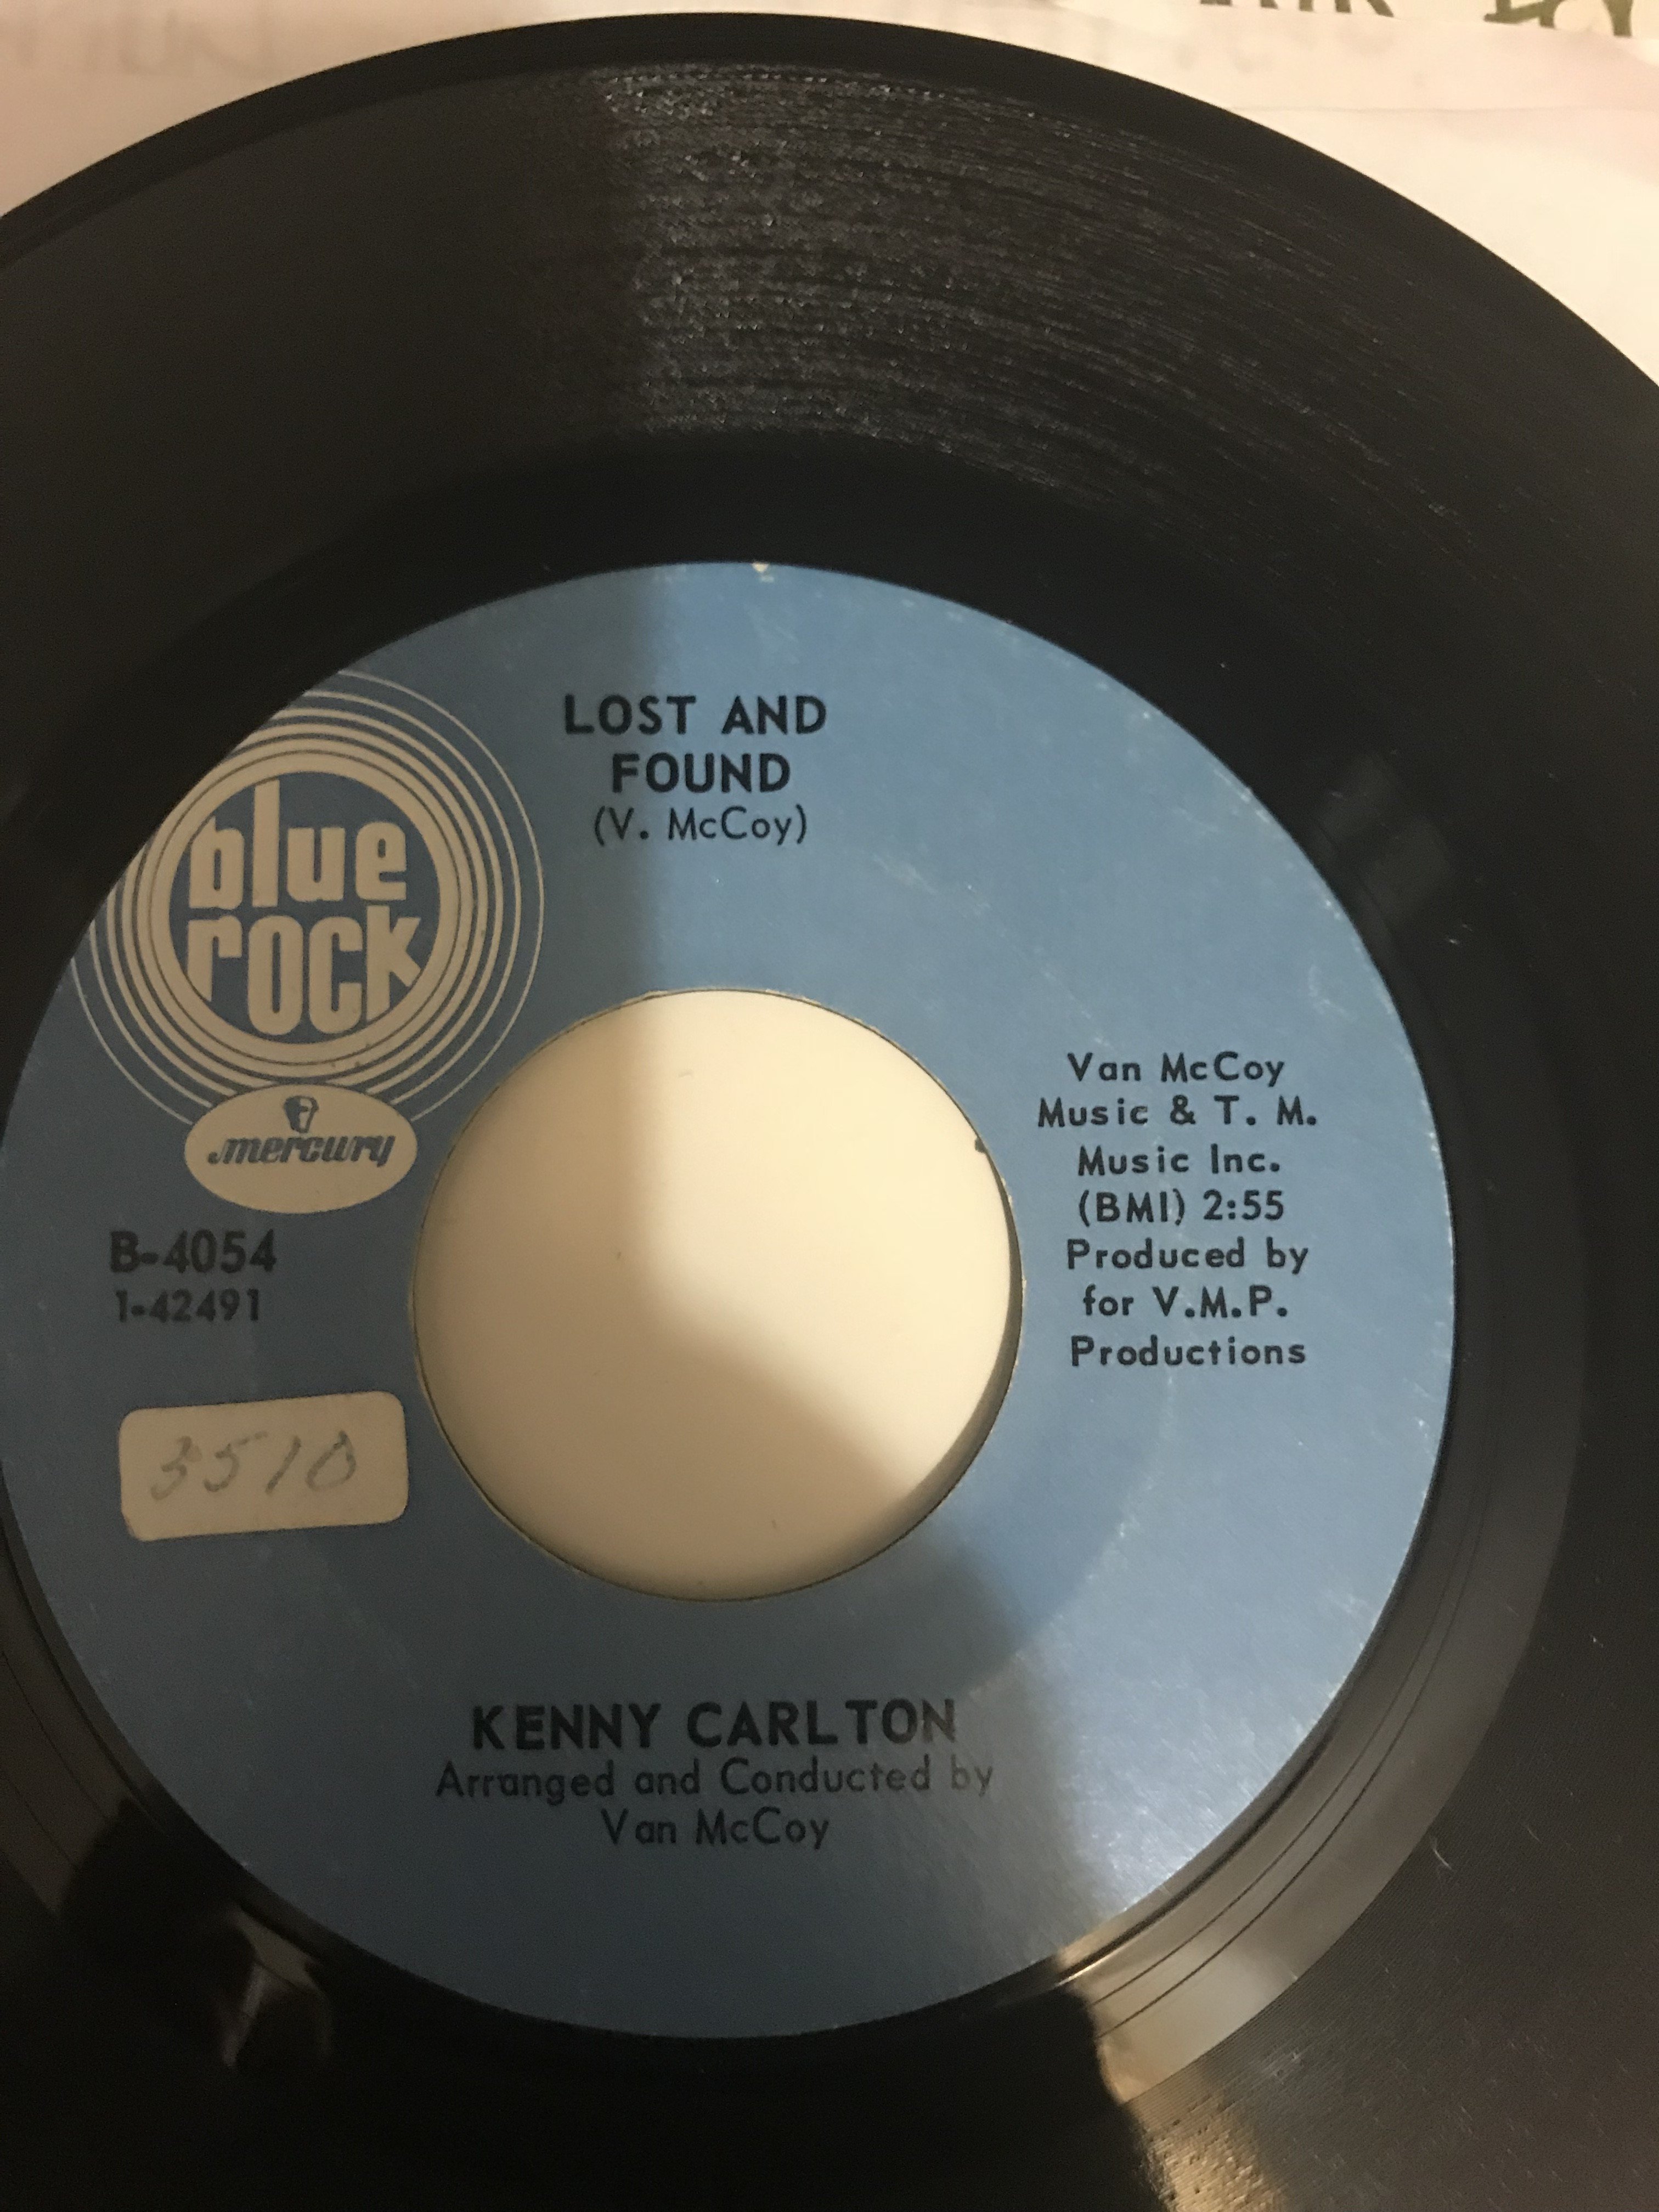 LOST AND
FOUND
(V. McCoy)
blue
rock
mercury
B-4054
1-42491
3510
Van McCoy
Music & T. M.
Music Inc.
(BMI) 2:55
Produced by
for V.M.P.
Productions
KENNY CARLTON
Arranged and Conducted by
Van McCoy